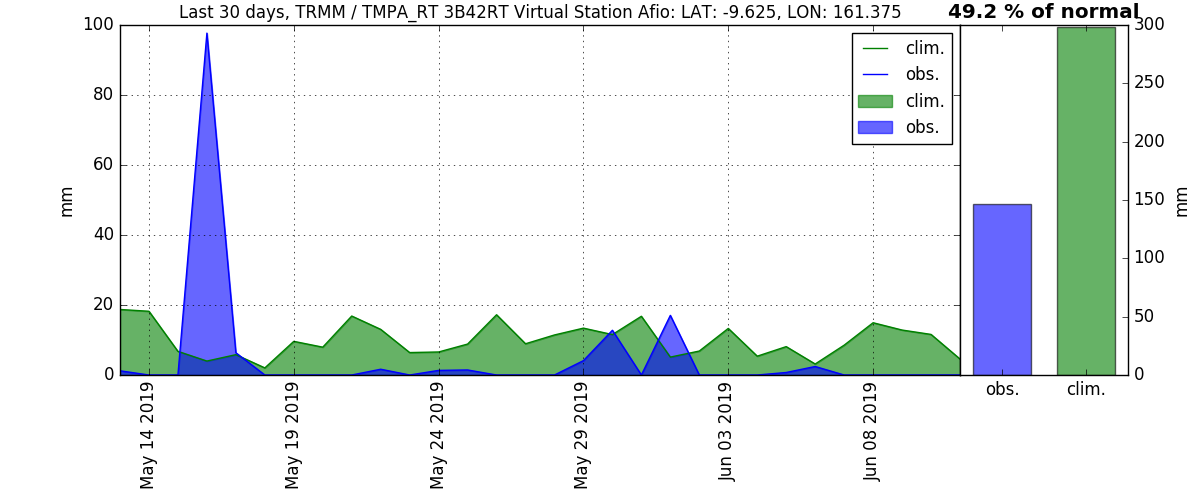 Last 30 days, TRMM / TMPA_RT 3B42RT Virtual Station Afio: LAT: -9.625, LON: 161.375
49.2 % of normal
100
80
60
40
20
0
mm
clim.
obs.
clim.
obs.
May 14 2019
May 19 2019
May 24 2019
May 29 2019
Jun 03 2019
Jun 08 2019
300
250
200
150
100
50
0
mm
obs.
clim.